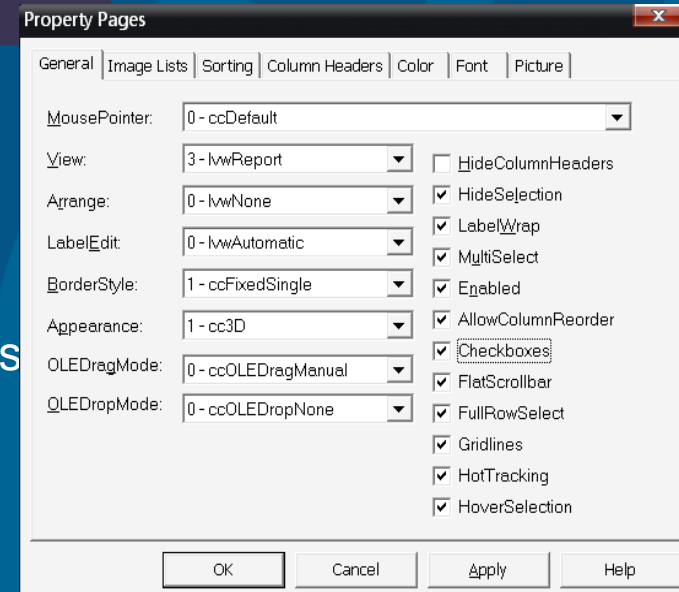 Property Pages
General Image Lists Sorting Column Headers Color Font Picture
MousePointer: 0 - ccDefault
View: 3 - lvwReport
HideColumnHeaders
Arrange: 0 - lvwNone
HideSelection
LabelEdit: 0 - lvwAutomatic
LabelWrap
MultiSelect
BorderStyle: 1 - ccFixedSingle
Enabled
Appearance: 1 - cc3D
AllowColumnReorder
s
Checkboxes
OLEDragMode: 0 - ccOLEDragManual
FlatScrollbar
OLEDropMode: 0 - ccOLEDropNone
FullRowSelect
Gridlines
HotTracking
HoverSelection
OK Cancel Apply Help